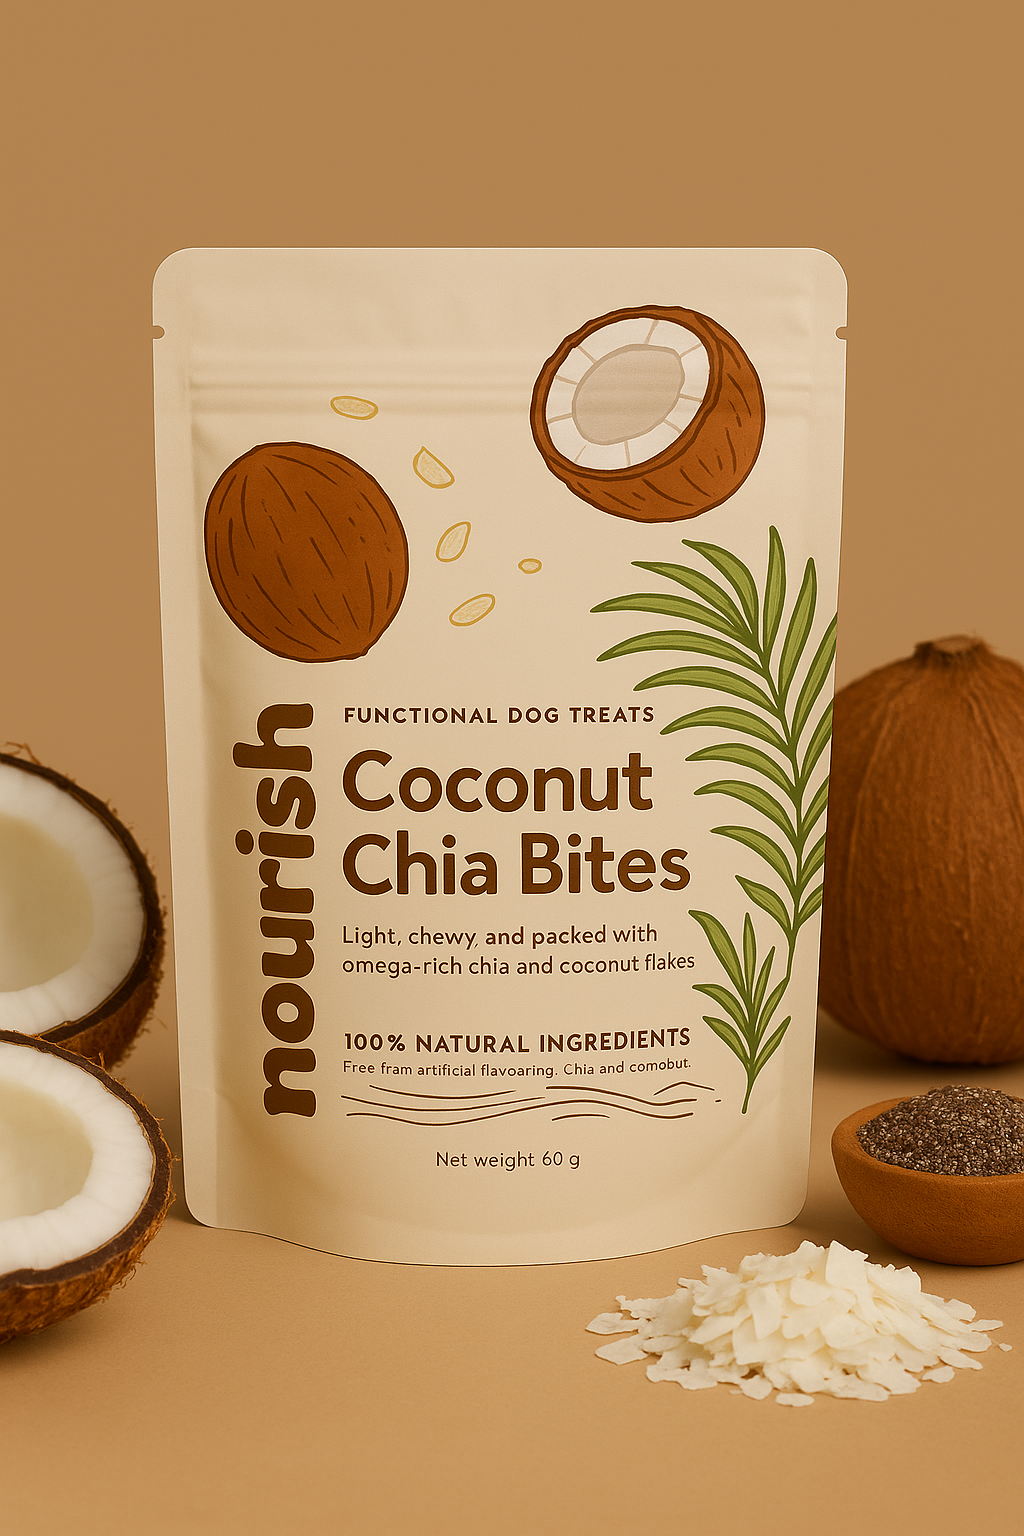 nourish
FUNCTIONAL DOG TREATS
Coconut
Chia Bites
Light, chewy, and packed with
omega-rich chia and coconut flakes
100% NATURAL INGREDIENTS
Free fram artificial flavoaring. Chia and comobut.
Net weight 60 g